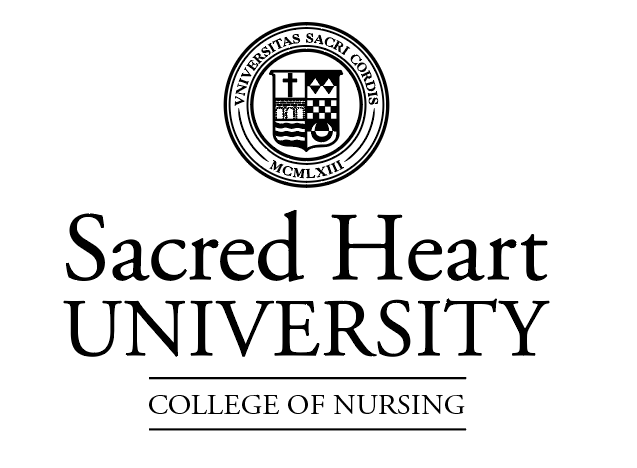 VNIVERSITAS SACRI CORDIS
MCMLXIII
Sacred Heart
UNIVERSITY
COLLEGE OF NURSING